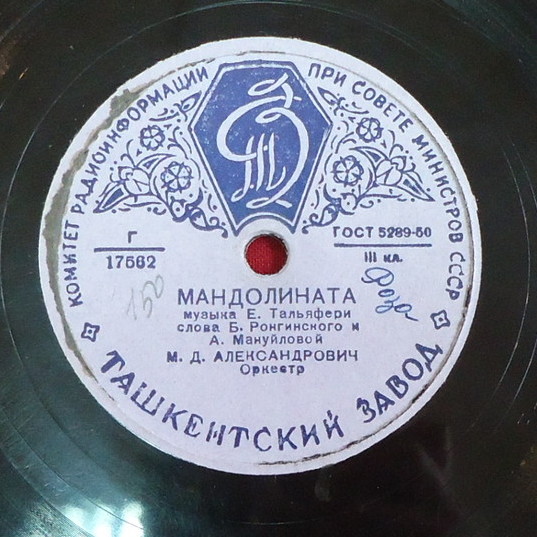 КОМИТЕТ РАДИОИНФОРМАЦИИ ПРИ СОВЕТЕ МИНИСТРОВ СССР
Г
17562
ГОСТ 5289-50
III кл.
150
Роза
МАНДОЛИНАТА
музыка Е. Тальяфери
слова Б. Ронгинского и
А. Мануйловой
М. Д. АЛЕКСАНДРОВИЧ
Оркестр
ТАШКЕНТСКИЙ ЗАВОД